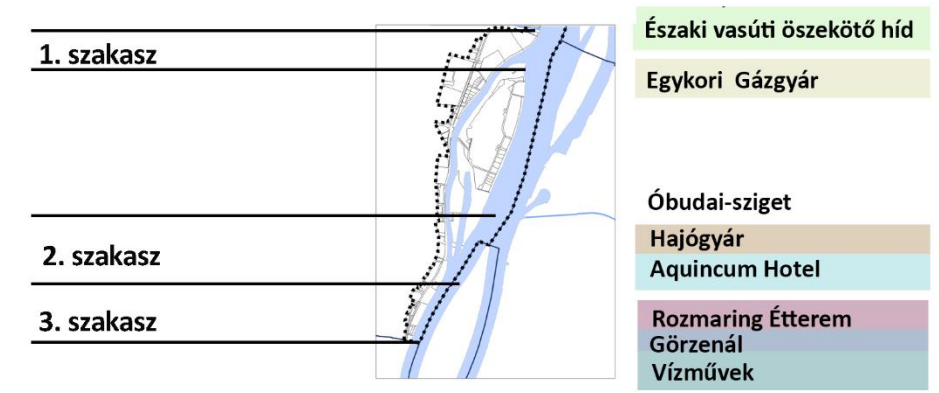 1. szakasz
2. szakasz
3. szakasz
Északi vasúti öszekötő híd
Egykori Gázgyár
Óbudai-sziget
Hajógyár
Aquincum Hotel
Rozmaring Étterem
Görzenál
Vízművek